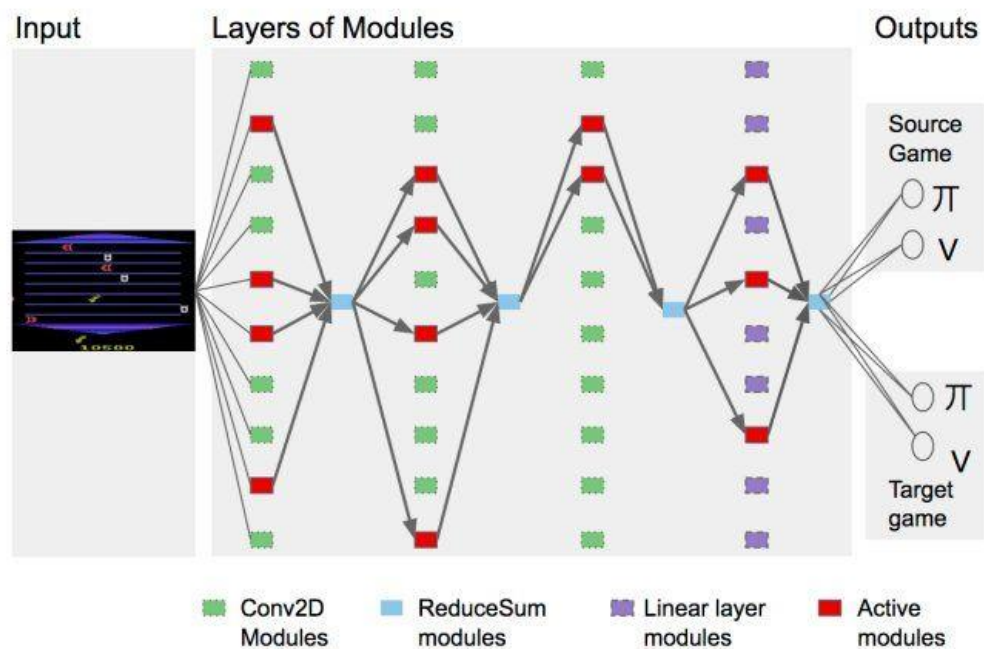 Input
Layers of Modules
Outputs
Source
Game
π
V
10500
π
V
Target
game
Conv2D
Modules
ReduceSum
modules
Linear layer
modules
Active
modules